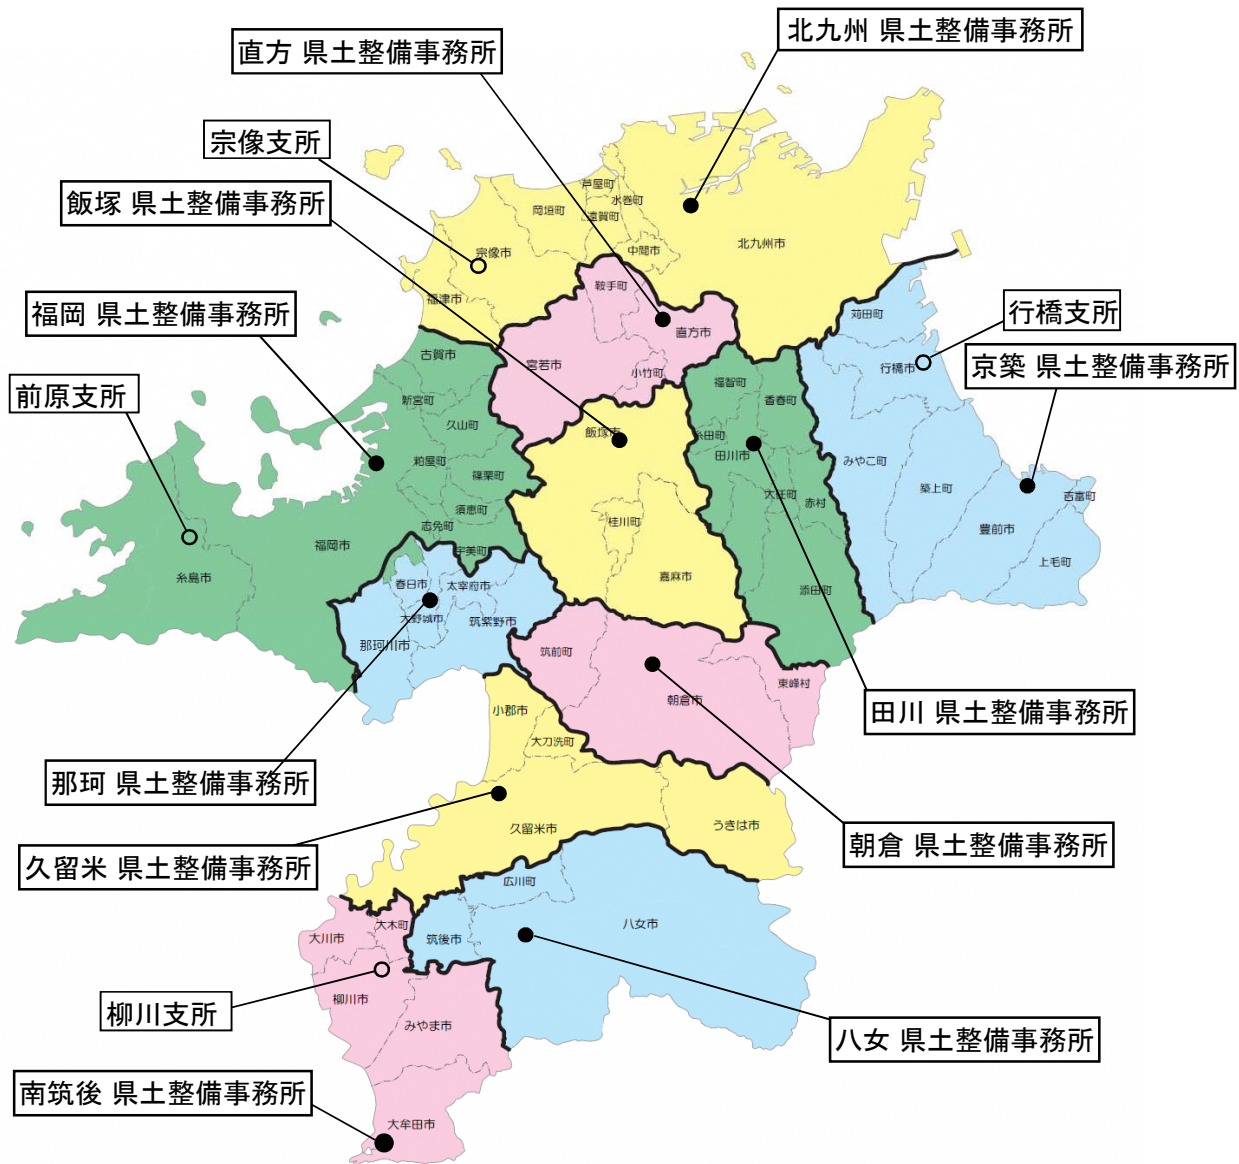 北九州 県土整備事務所
直方 県土整備事務所
宗像支所
飯塚 県土整備事務所
福岡 県土整備事務所
前原支所
行橋支所
京築 県土整備事務所
芦屋町
水巻町
岡垣町
遠賀町
北九州市
中間市
宗像市
福津市
鞍手町
直方市
宮若市
小竹町
苅田町
行橋市
古賀市
新宮町
久山町
粕屋町
篠栗町
須恵町
志免町
宇美町
福岡市
糸島市
飯塚市
桂川町
嘉麻市
福智町
香春町
糸田町
田川市
大任町
赤村
添田町
みやこ町
築上町
豊前市
吉富町
上毛町
春日市
太宰府市
大野城市
筑紫野市
那珂川市
筑前町
朝倉市
東峰村
田川 県土整備事務所
那珂 県土整備事務所
小郡市
大刀洗町
久留米市
うきは市
朝倉 県土整備事務所
久留米 県土整備事務所
広川町
八女市
筑後市
大木町
大川市
柳川市
みやま市
柳川支所
八女 県土整備事務所
南筑後 県土整備事務所
大牟田市